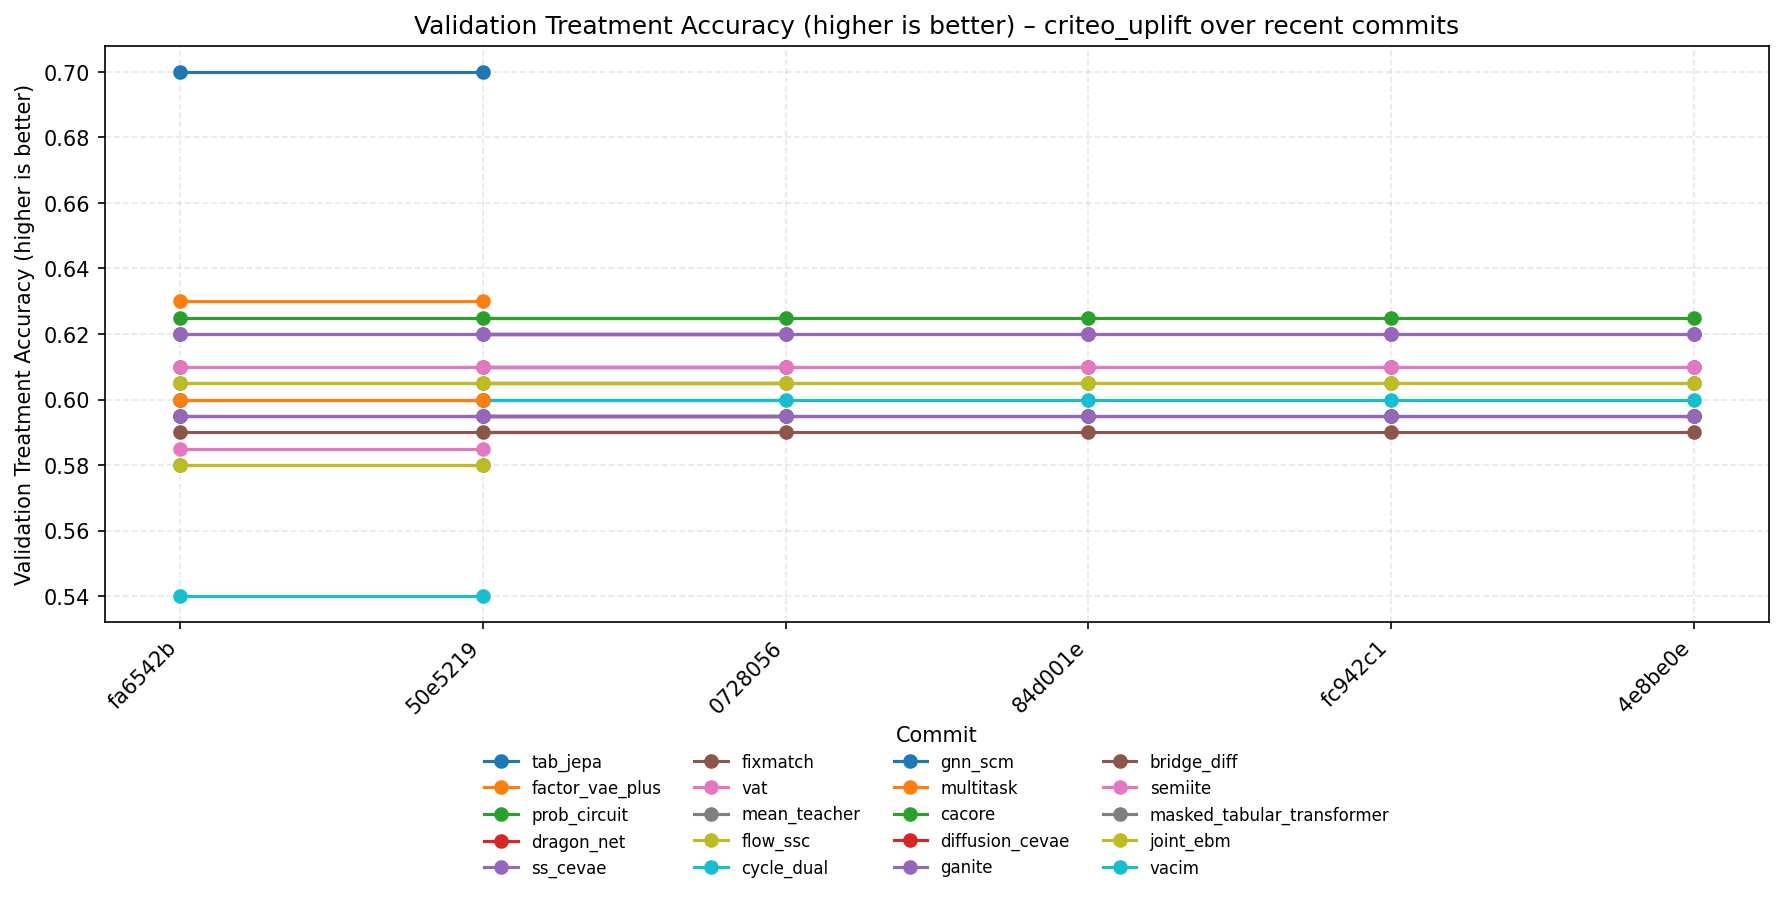 Validation Treatment Accuracy (higher is better) – criteo_uplift over recent commits
Validation Treatment Accuracy (higher is better)
0.70
0.68
0.66
0.64
0.62
0.60
0.58
0.56
0.54
fa6542b
50e5219
0728056
84d001e
fc942c1
4e8be0e
Commit
tab_jepa
factor_vae_plus
prob_circuit
dragon_net
ss_cevae
fixmatch
vat
mean_teacher
flow_ssc
cycle_dual
gnn_scm
multitask
cacore
diffusion_cevae
ganite
bridge_diff
semiite
masked_tabular_transformer
joint_ebm
vacim